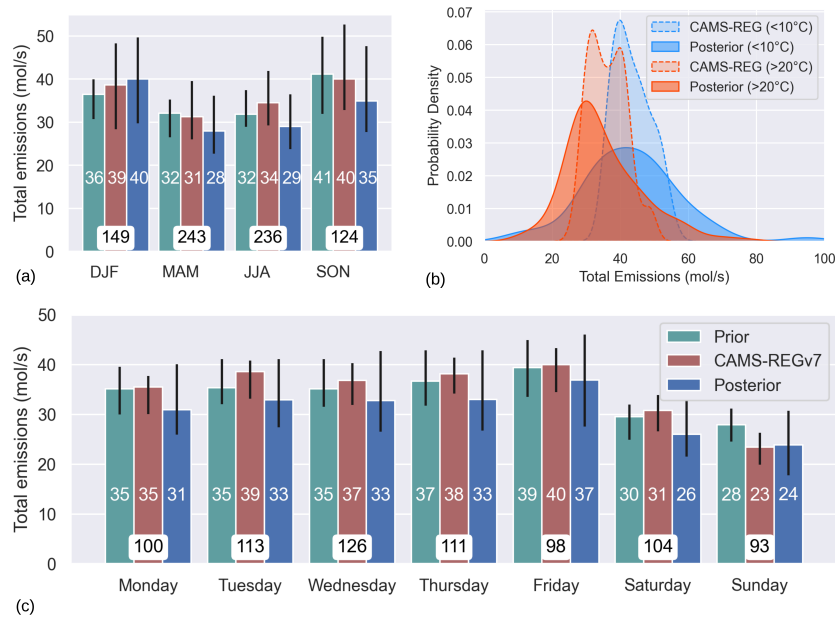 50
40
30
20
10
0
Total emissions (mol/s)
36 39 40 32 31 28 32 34 29 41 40 35
149 243 236 124
DJF MAM JJA SON
(a)
0.07
0.06
0.05
0.04
0.03
0.02
0.01
0.00
Probability Density
CAMS-REG (<10°C)
Posterior (<10°C)
CAMS-REG (>20°C)
Posterior (>20°C)
0 20 40 60 80 100
Total Emissions (mol/s)
(b)
50
40
30
20
10
0
Total emissions (mol/s)
Prior
CAMS-REGv7
Posterior
35 35 31 35 39 33 35 37 33 37 38 33 39 40 37 30 31 26 28 23 24
100 113 126 111 98 104 93
Monday Tuesday Wednesday Thursday Friday Saturday Sunday
(c)